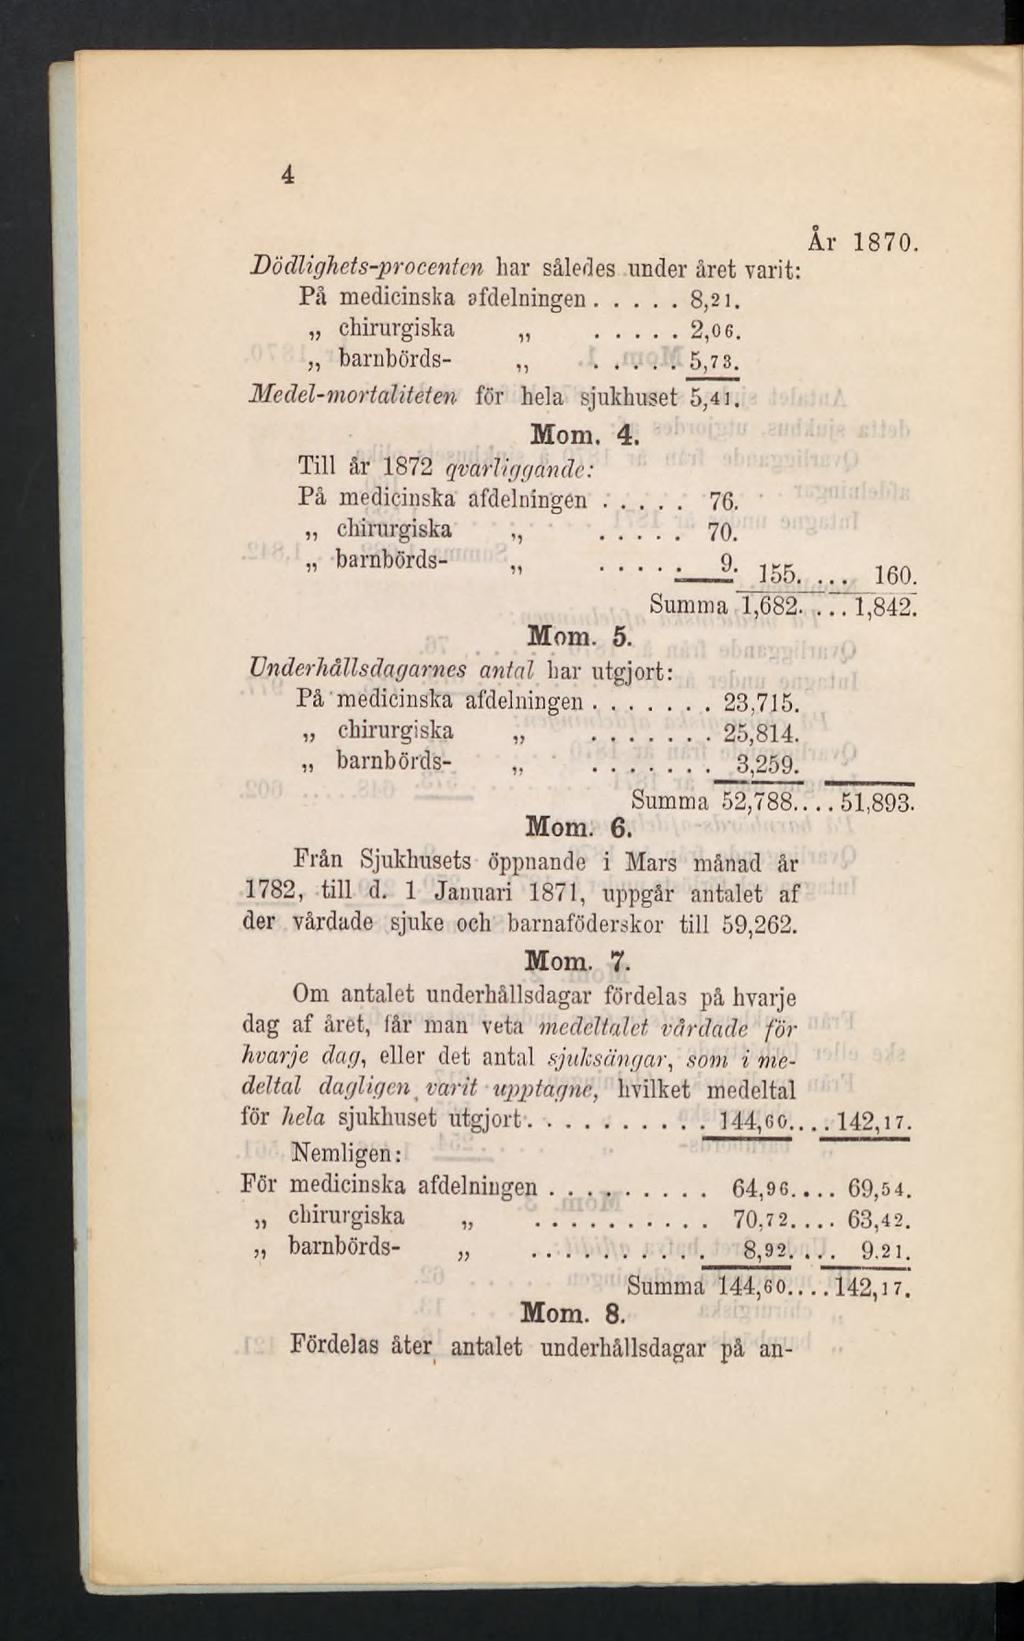 4
År 1870.
Dödlighets-procenten har således under året varit:
På medicinska afdelningen . . . . . 8,21.
„ chirurgiska „ . . . . . 2,06.
„ barnbörds- „ . . . . . 5,73.
Medel-mortaliteten för hela sjukhuset 5,41.
Mom. 4.
Till år 1872 qvarliggande:
På medicinska afdelningen . . . . . 76.
„ chirurgiska „ . . . . . 70.
„ barnbörds- „ . . . . . 9. 155. . . . 160.
Summa 1,682. . . . 1,842.
Mom. 5.
Underhållsdagarnes antal har utgjort:
På medicinska afdelningen . . . . . . . 23,715.
„ chirurgiska „ . . . . . . . 25,814.
„ barnbörds- „ . . . . . . . 3,259.
Summa 52,788. . . . 51,893.
Mom. 6.
Från Sjukhusets öppnande i Mars månad år
1782, till d. 1 Januari 1871, uppgår antalet af
der vårdade sjuke och barnaföderskor till 59,262.
Mom. 7.
Om antalet underhållsdagar fördelas på hvarje
dag af året, får man veta medeltalet vårdade för
hvarje dag, eller det antal sjuksängar, som i me-
deltal dagligen varit upptagne, hvilket medeltal
för hela sjukhuset utgjort . . . . . . . . . . 144,60. . . . 142,17.
Nemligen:
För medicinska afdelningen . . . . . . . . . 64,96. . . . 69,54.
„ chirurgiska „ . . . . . . . . . . 70,72. . . . 63,42.
„ barnbörds- „ . . . . . . . . . . 8,92. . . . 9.21.
Summa 144,60. . . . 142,17.
Mom. 8.
Fördelas åter antalet underhållsdagar på an-